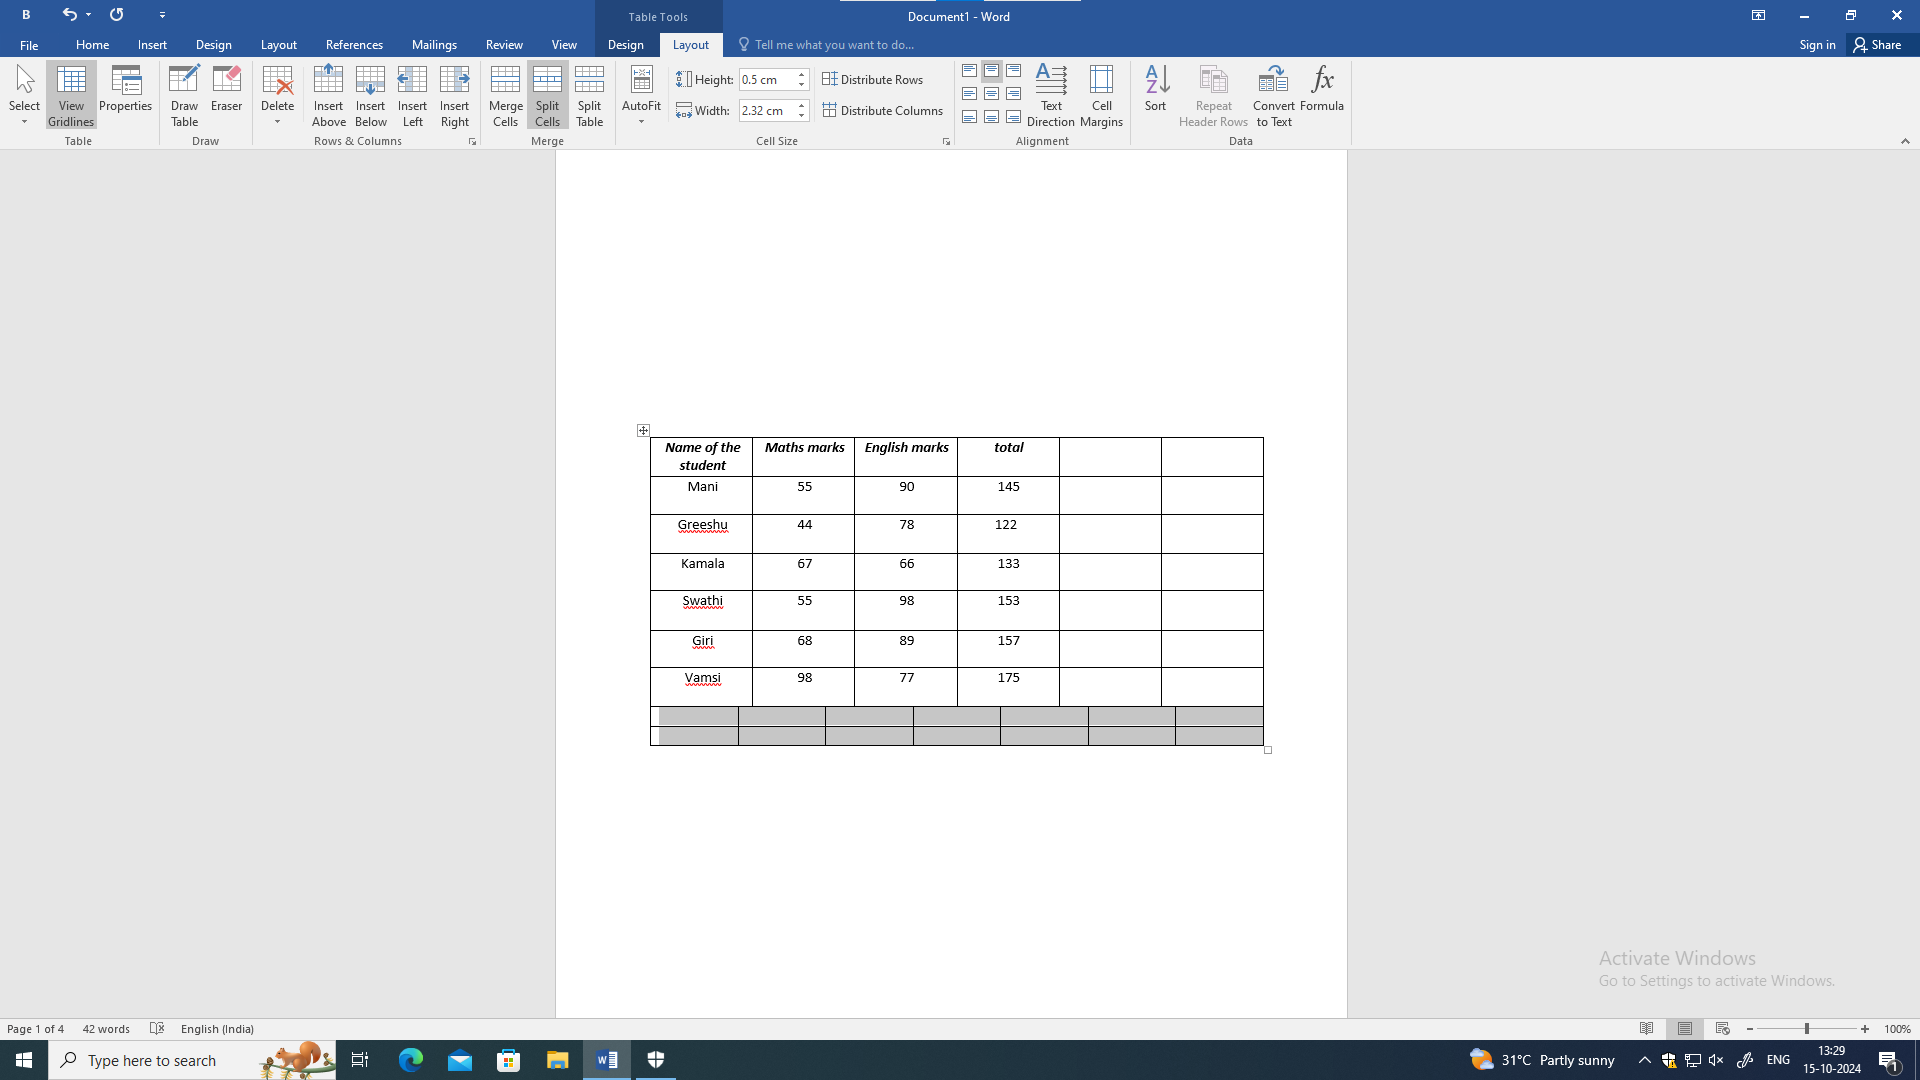 B
Table Tools
Document1 - Word
File Home Insert Design Layout References Mailings Review View Design Layout Tell me what you want to do... Sign in Share
Select
View Gridlines
Properties
Table
Draw Table
Eraser
Draw
Delete
Insert Above
Insert Below
Insert Left
Insert Right
Rows & Columns
Merge Cells
Split Cells
Split Table
Merge
AutoFit
Height: 0.5 cm
Width: 2.32 cm
Distribute Rows
Distribute Columns
Cell Size
Text Direction
Cell Margins
Alignment
Sort
Repeat Header Rows
Convert to Text
Formula
Data
Name of the student Maths marks English marks total
Mani 55 90 145
Greeshu 44 78 122
Kamala 67 66 133
Swathi 55 98 153
Giri 68 89 157
Vamsi 98 77 175
Activate Windows
Go to Settings to activate Windows.
Page 1 of 4 42 words English (India) 100%
Type here to search
31°C Partly sunny
ENG
13:29
15-10-2024
1